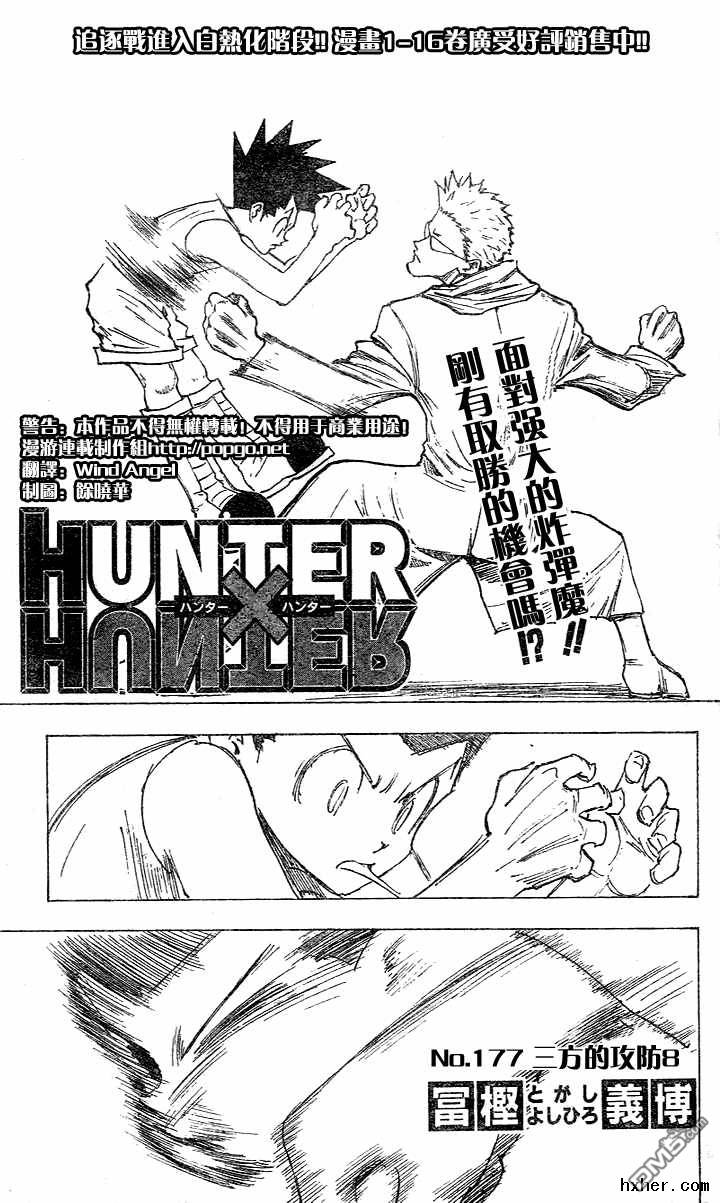 追逐戰進入白熱化階段!! 漫畫1-16卷廣受好評銷售中!!
面對强大的炸彈魔!!
剛有取勝的機會嗎!?
警告: 本作品不得無權轉載! 不得用于商業用途!
漫游連載制作組http://popgo.net
翻譯: Wind Angel
制圖: 餘曉華
HUNTER
ハンター×ハンター
HUNTER
No.177 三方的攻防8
冨樫義博
とがし
よしひろ
hxher.com